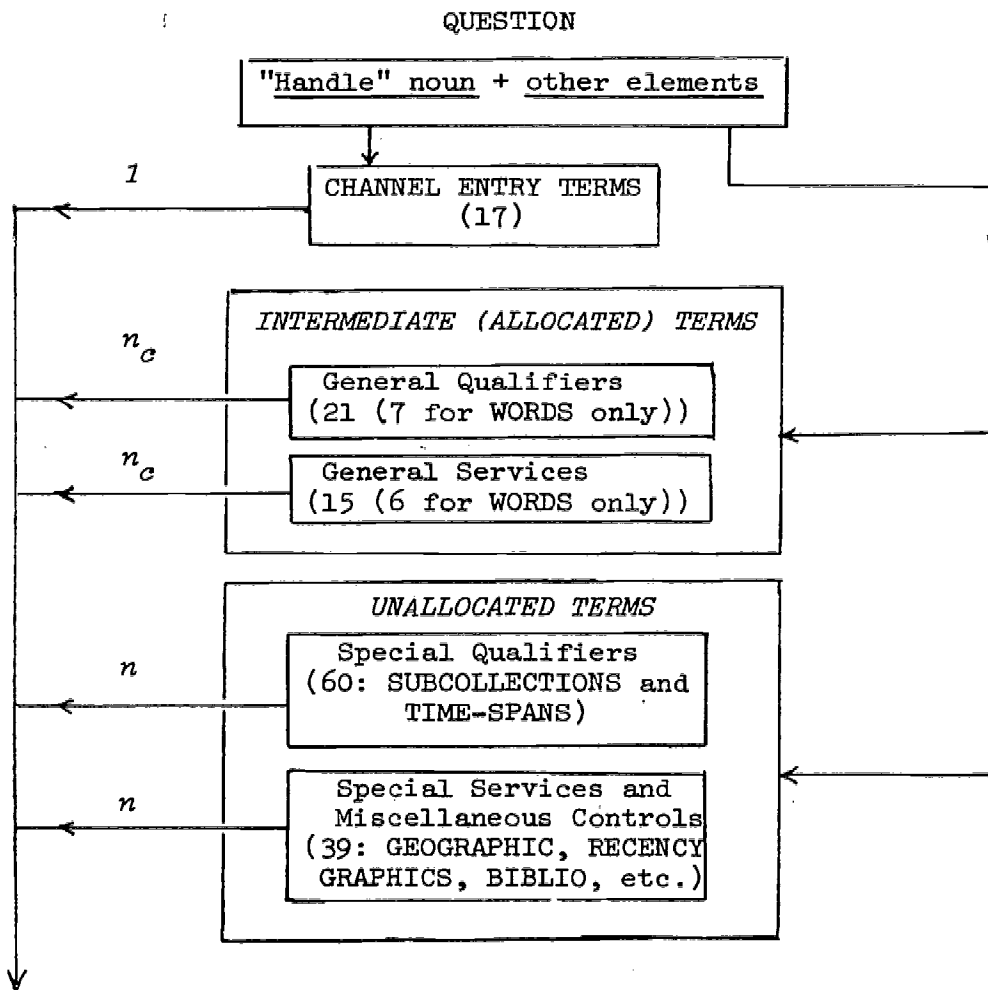 QUESTION
"Handle" noun + other elements
1
CHANNEL ENTRY TERMS
(17)
INTERMEDIATE (ALLOCATED) TERMS
n_c
General Qualifiers
(21 (7 for WORDS only))
n_c
General Services
(15 (6 for WORDS only))
UNALLOCATED TERMS
n
Special Qualifiers
(60: SUBCOLLECTIONS and
TIME-SPANS)
n
Special Services and
Miscellaneous Controls
(39: GEOGRAPHIC, RECENCY
GRAPHICS, BIBLIO, etc.)